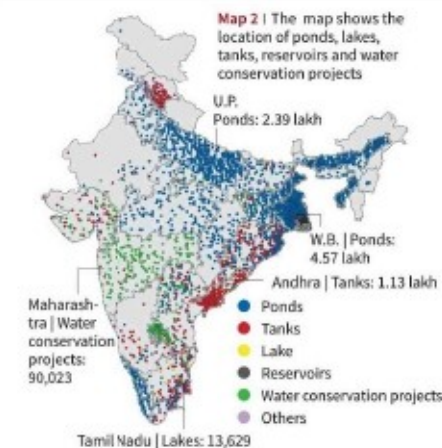 Map 2 | The map shows the
location of ponds, lakes,
tanks, reservoirs and water
conservation projects
U.P.
Ponds: 2.39 lakh
W.B. | Ponds:
4.57 lakh
Andhra | Tanks: 1.13 lakh
Maharash-
tra | Water
conservation
projects:
90,023
Ponds
Tanks
Lake
Reservoirs
Water conservation projects
Others
Tamil Nadu | Lakes: 13,629